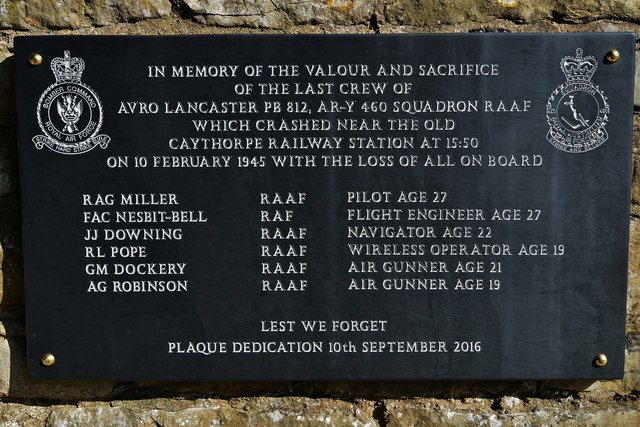 IN MEMORY OF THE VALOUR AND SACRIFICE
OF THE LAST CREW OF
AVRO LANCASTER PB 812, AR-Y 460 SQUADRON RAAF
WHICH CRASHED NEAR THE OLD
CAYTHORPE RAILWAY STATION AT 15:50
ON 10 FEBRUARY 1945 WITH THE LOSS OF ALL ON BOARD
RAG MILLER RAAF PILOT AGE 27
FAC NESBIT-BELL RAF FLIGHT ENGINEER AGE 27
JJ DOWNING RAAF NAVIGATOR AGE 22
RL POPE RAAF WIRELESS OPERATOR AGE 19
GM DOCKERY RAAF AIR GUNNER AGE 21
AG ROBINSON RAAF AIR GUNNER AGE 19
LEST WE FORGET
PLAQUE DEDICATION 10th SEPTEMBER 2016
BOMBER COMMAND
ROYAL AIR FORCE
STRIKE HARD STRIKE SURE